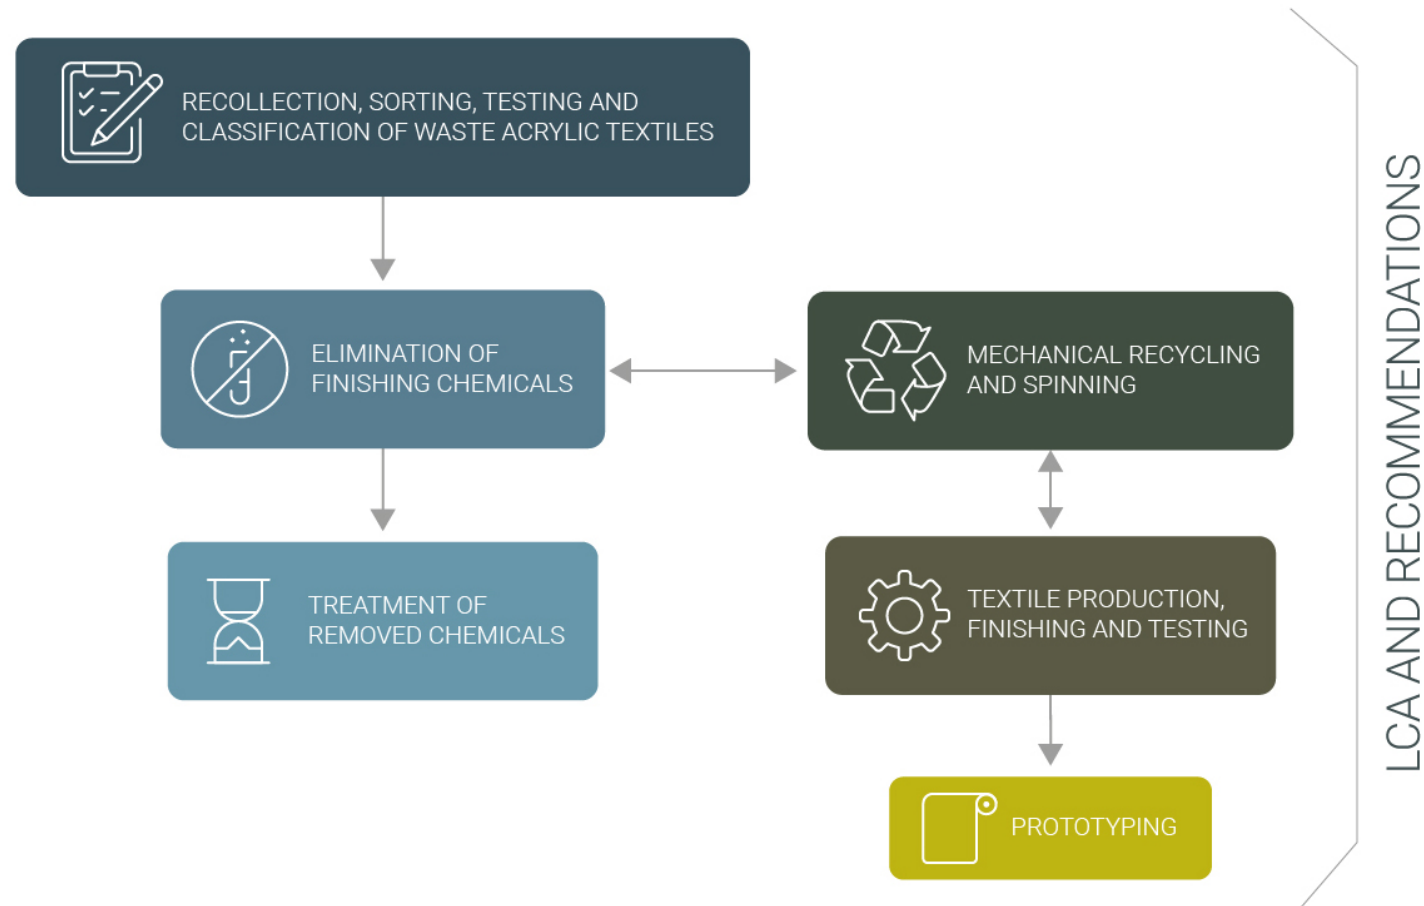 RECOLLECTION, SORTING, TESTING AND
CLASSIFICATION OF WASTE ACRYLIC TEXTILES
ELIMINATION OF
FINISHING CHEMICALS
MECHANICAL RECYCLING
AND SPINNING
TREATMENT OF
REMOVED CHEMICALS
TEXTILE PRODUCTION,
FINISHING AND TESTING
PROTOTYPING
LCA AND RECOMMENDATIONS